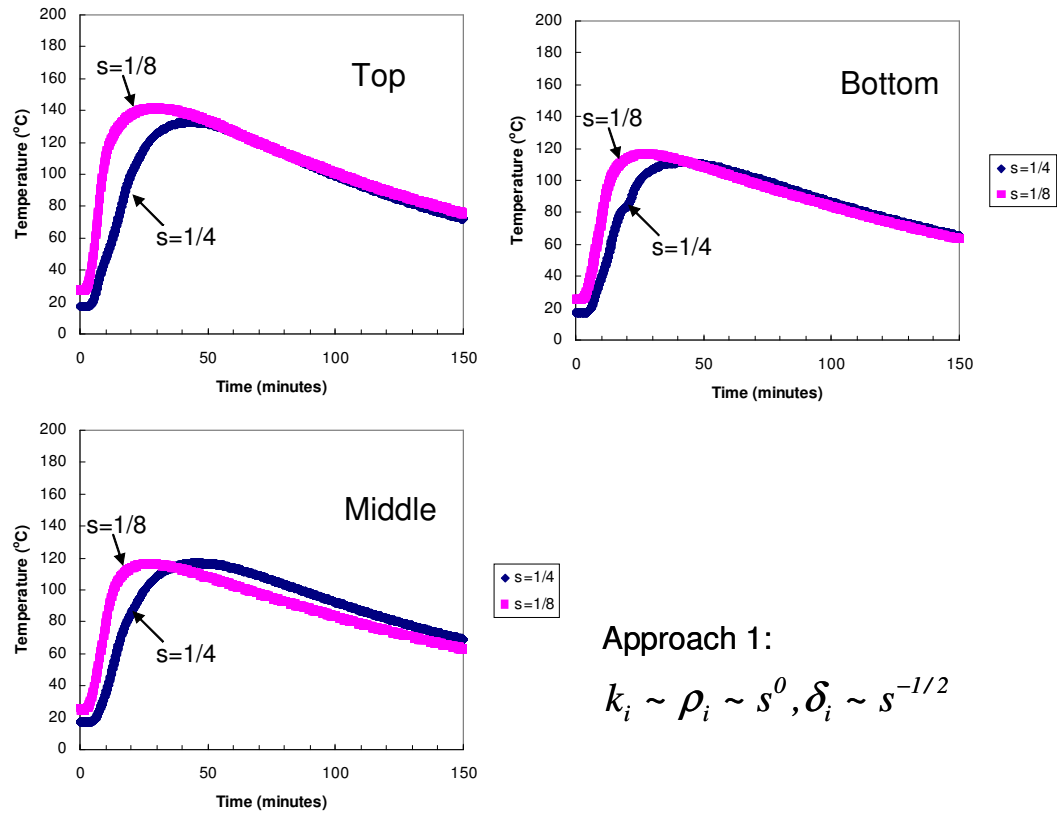 200
180
160
140
120
100
80
60
40
20
0
Temperature (°C)
s=1/8
Top
s=1/4
0
50
100
150
Time (minutes)
200
180
160
140
120
100
80
60
40
20
0
Temperature (°C)
Bottom
s=1/8
s=1/4
0
50
100
150
Time (minutes)
s=1/4
s=1/8
200
180
160
140
120
100
80
60
40
20
0
Temperature (°C)
Middle
s=1/8
s=1/4
0
50
100
150
Time (minutes)
s=1/4
s=1/8
Approach 1:
k_i ~ ρ_i ~ s^0 , δ_i ~ s^{-1/2}